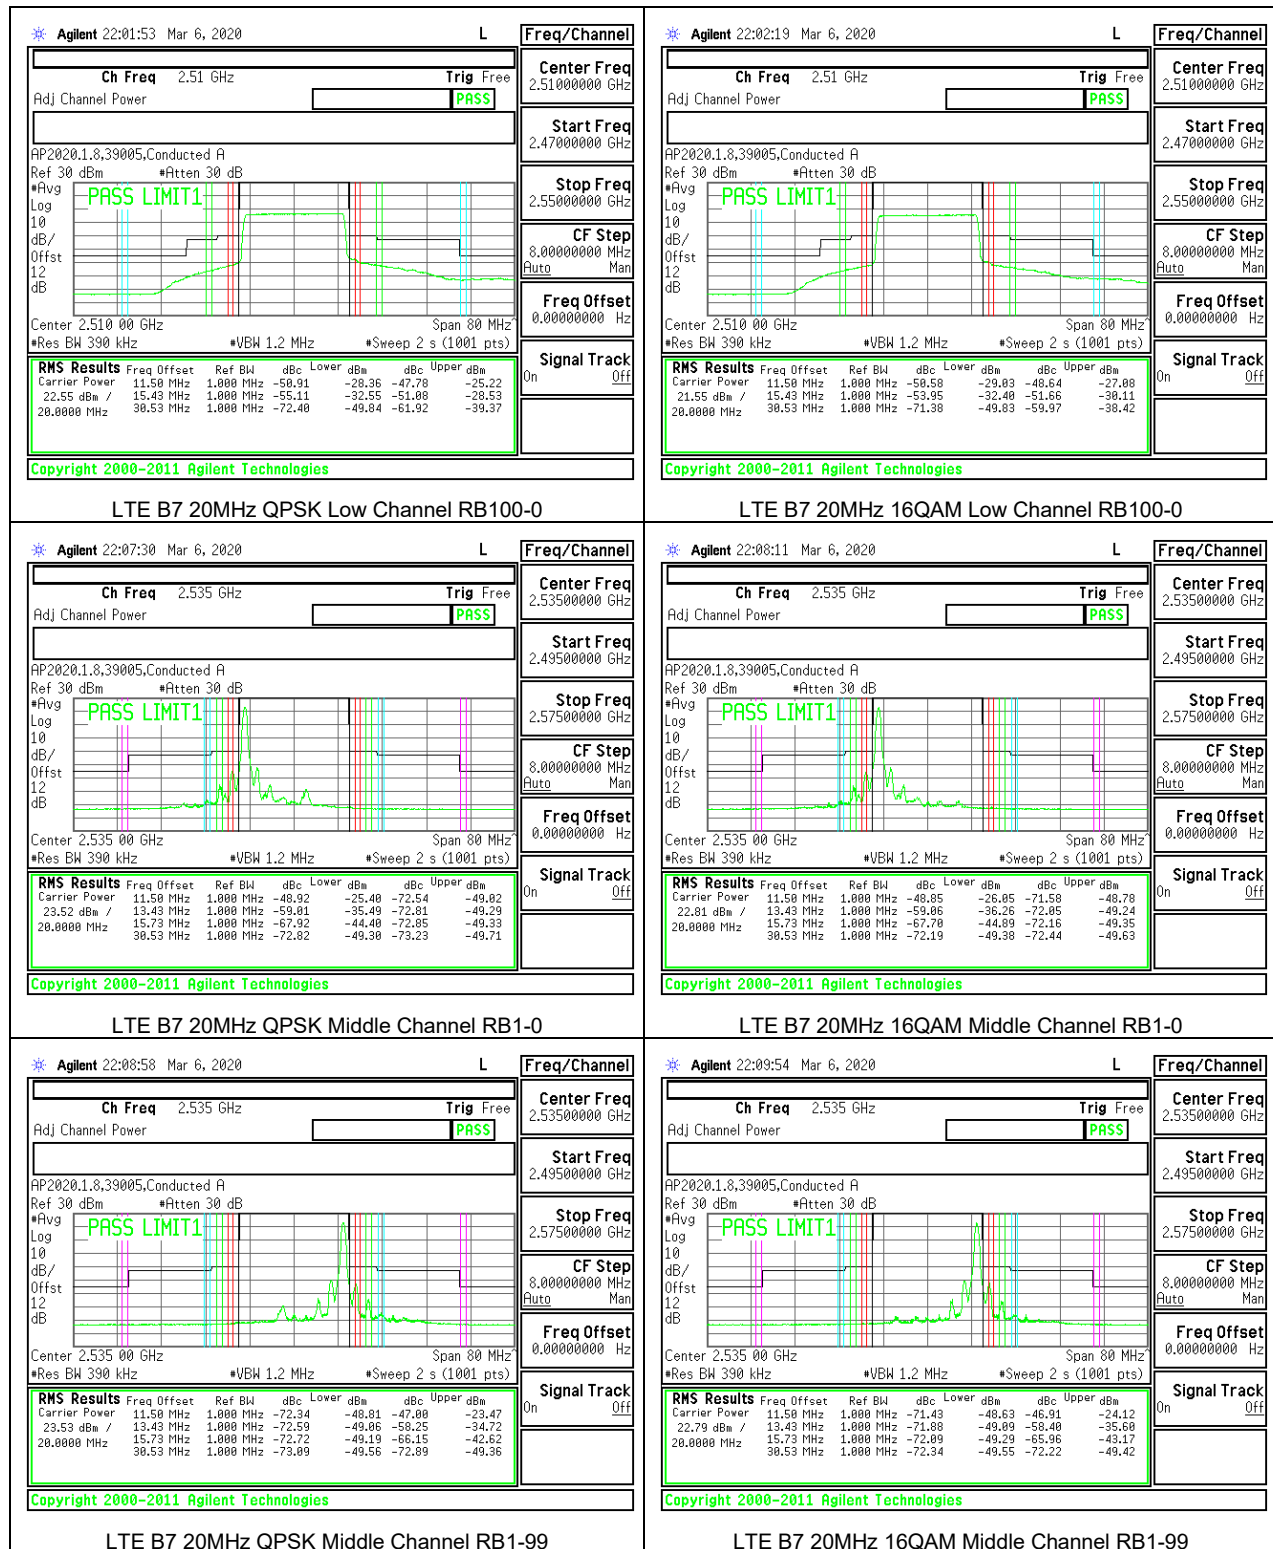 Agilent 22:01:53 Mar 6, 2020 L Freq/Channel
Ch Freq 2.51 GHz Trig Free
Adj Channel Power PASS
AP2020.1.8,39005,Conducted A
Ref 30 dBm #Atten 30 dB
#Avg
Log
10
dB/
Offst
12
dB
PASS LIMIT1
Center 2.510 00 GHz Span 80 MHz^
#Res BW 390 kHz #VBW 1.2 MHz #Sweep 2 s (1001 pts)
RMS Results Freq Offset Ref BW dBc Lower dBm dBc Upper dBm
Carrier Power 11.50 MHz 1.000 MHz -50.91 -28.36 -47.78 -25.22
22.55 dBm / 15.43 MHz 1.000 MHz -55.11 -32.55 -51.08 -28.53
20.0000 MHz 30.53 MHz 1.000 MHz -72.40 -49.84 -61.92 -39.37
Copyright 2000-2011 Agilent Technologies
Center Freq
2.51000000 GHz
Start Freq
2.47000000 GHz
Stop Freq
2.55000000 GHz
CF Step
8.00000000 MHz
Auto Man
Freq Offset
0.00000000 Hz
Signal Track
On Off
LTE B7 20MHz QPSK Low Channel RB100-0
Agilent 22:02:19 Mar 6, 2020 L Freq/Channel
Ch Freq 2.51 GHz Trig Free
Adj Channel Power PASS
AP2020.1.8,39005,Conducted A
Ref 30 dBm #Atten 30 dB
#Avg
Log
10
dB/
Offst
12
dB
PASS LIMIT1
Center 2.510 00 GHz Span 80 MHz^
#Res BW 390 kHz #VBW 1.2 MHz #Sweep 2 s (1001 pts)
RMS Results Freq Offset Ref BW dBc Lower dBm dBc Upper dBm
Carrier Power 11.50 MHz 1.000 MHz -50.58 -29.03 -48.64 -27.08
21.55 dBm / 15.43 MHz 1.000 MHz -53.95 -32.40 -51.66 -30.11
20.0000 MHz 30.53 MHz 1.000 MHz -71.38 -49.83 -59.97 -38.42
Copyright 2000-2011 Agilent Technologies
Center Freq
2.51000000 GHz
Start Freq
2.47000000 GHz
Stop Freq
2.55000000 GHz
CF Step
8.00000000 MHz
Auto Man
Freq Offset
0.00000000 Hz
Signal Track
On Off
LTE B7 20MHz 16QAM Low Channel RB100-0
Agilent 22:07:30 Mar 6, 2020 L Freq/Channel
Ch Freq 2.535 GHz Trig Free
Adj Channel Power PASS
AP2020.1.8,39005,Conducted A
Ref 30 dBm #Atten 30 dB
#Avg
Log
10
dB/
Offst
12
dB
PASS LIMIT1
Center 2.535 00 GHz Span 80 MHz^
#Res BW 390 kHz #VBW 1.2 MHz #Sweep 2 s (1001 pts)
RMS Results Freq Offset Ref BW dBc Lower dBm dBc Upper dBm
Carrier Power 11.50 MHz 1.000 MHz -48.92 -25.40 -72.54 -49.02
23.52 dBm / 13.43 MHz 1.000 MHz -59.01 -35.49 -72.81 -49.29
20.0000 MHz 15.73 MHz 1.000 MHz -67.92 -44.40 -72.85 -49.33
30.53 MHz 1.000 MHz -72.82 -49.30 -73.23 -49.71
Copyright 2000-2011 Agilent Technologies
Center Freq
2.53500000 GHz
Start Freq
2.49500000 GHz
Stop Freq
2.57500000 GHz
CF Step
8.00000000 MHz
Auto Man
Freq Offset
0.00000000 Hz
Signal Track
On Off
LTE B7 20MHz QPSK Middle Channel RB1-0
Agilent 22:08:11 Mar 6, 2020 L Freq/Channel
Ch Freq 2.535 GHz Trig Free
Adj Channel Power PASS
AP2020.1.8,39005,Conducted A
Ref 30 dBm #Atten 30 dB
#Avg
Log
10
dB/
Offst
12
dB
PASS LIMIT1
Center 2.535 00 GHz Span 80 MHz^
#Res BW 390 kHz #VBW 1.2 MHz #Sweep 2 s (1001 pts)
RMS Results Freq Offset Ref BW dBc Lower dBm dBc Upper dBm
Carrier Power 11.50 MHz 1.000 MHz -48.85 -26.05 -71.58 -48.78
22.81 dBm / 13.43 MHz 1.000 MHz -59.06 -36.26 -72.05 -49.24
20.0000 MHz 15.73 MHz 1.000 MHz -67.70 -44.89 -72.16 -49.35
30.53 MHz 1.000 MHz -72.19 -49.38 -72.44 -49.63
Copyright 2000-2011 Agilent Technologies
Center Freq
2.53500000 GHz
Start Freq
2.49500000 GHz
Stop Freq
2.57500000 GHz
CF Step
8.00000000 MHz
Auto Man
Freq Offset
0.00000000 Hz
Signal Track
On Off
LTE B7 20MHz 16QAM Middle Channel RB1-0
Agilent 22:08:58 Mar 6, 2020 L Freq/Channel
Ch Freq 2.535 GHz Trig Free
Adj Channel Power PASS
AP2020.1.8,39005,Conducted A
Ref 30 dBm #Atten 30 dB
#Avg
Log
10
dB/
Offst
12
dB
PASS LIMIT1
Center 2.535 00 GHz Span 80 MHz^
#Res BW 390 kHz #VBW 1.2 MHz #Sweep 2 s (1001 pts)
RMS Results Freq Offset Ref BW dBc Lower dBm dBc Upper dBm
Carrier Power 11.50 MHz 1.000 MHz -72.34 -48.81 -47.00 -23.47
23.53 dBm / 13.43 MHz 1.000 MHz -72.59 -49.06 -58.25 -34.72
20.0000 MHz 15.73 MHz 1.000 MHz -72.72 -49.19 -66.15 -42.62
30.53 MHz 1.000 MHz -73.09 -49.56 -72.89 -49.36
Copyright 2000-2011 Agilent Technologies
Center Freq
2.53500000 GHz
Start Freq
2.49500000 GHz
Stop Freq
2.57500000 GHz
CF Step
8.00000000 MHz
Auto Man
Freq Offset
0.00000000 Hz
Signal Track
On Off
LTE B7 20MHz QPSK Middle Channel RB1-99
Agilent 22:09:54 Mar 6, 2020 L Freq/Channel
Ch Freq 2.535 GHz Trig Free
Adj Channel Power PASS
AP2020.1.8,39005,Conducted A
Ref 30 dBm #Atten 30 dB
#Avg
Log
10
dB/
Offst
12
dB
PASS LIMIT1
Center 2.535 00 GHz Span 80 MHz^
#Res BW 390 kHz #VBW 1.2 MHz #Sweep 2 s (1001 pts)
RMS Results Freq Offset Ref BW dBc Lower dBm dBc Upper dBm
Carrier Power 11.50 MHz 1.000 MHz -71.43 -48.63 -46.91 -24.12
22.79 dBm / 13.43 MHz 1.000 MHz -71.88 -49.09 -58.40 -35.60
20.0000 MHz 15.73 MHz 1.000 MHz -72.09 -49.29 -65.96 -43.17
30.53 MHz 1.000 MHz -72.34 -49.55 -72.22 -49.42
Copyright 2000-2011 Agilent Technologies
Center Freq
2.53500000 GHz
Start Freq
2.49500000 GHz
Stop Freq
2.57500000 GHz
CF Step
8.00000000 MHz
Auto Man
Freq Offset
0.00000000 Hz
Signal Track
On Off
LTE B7 20MHz 16QAM Middle Channel RB1-99